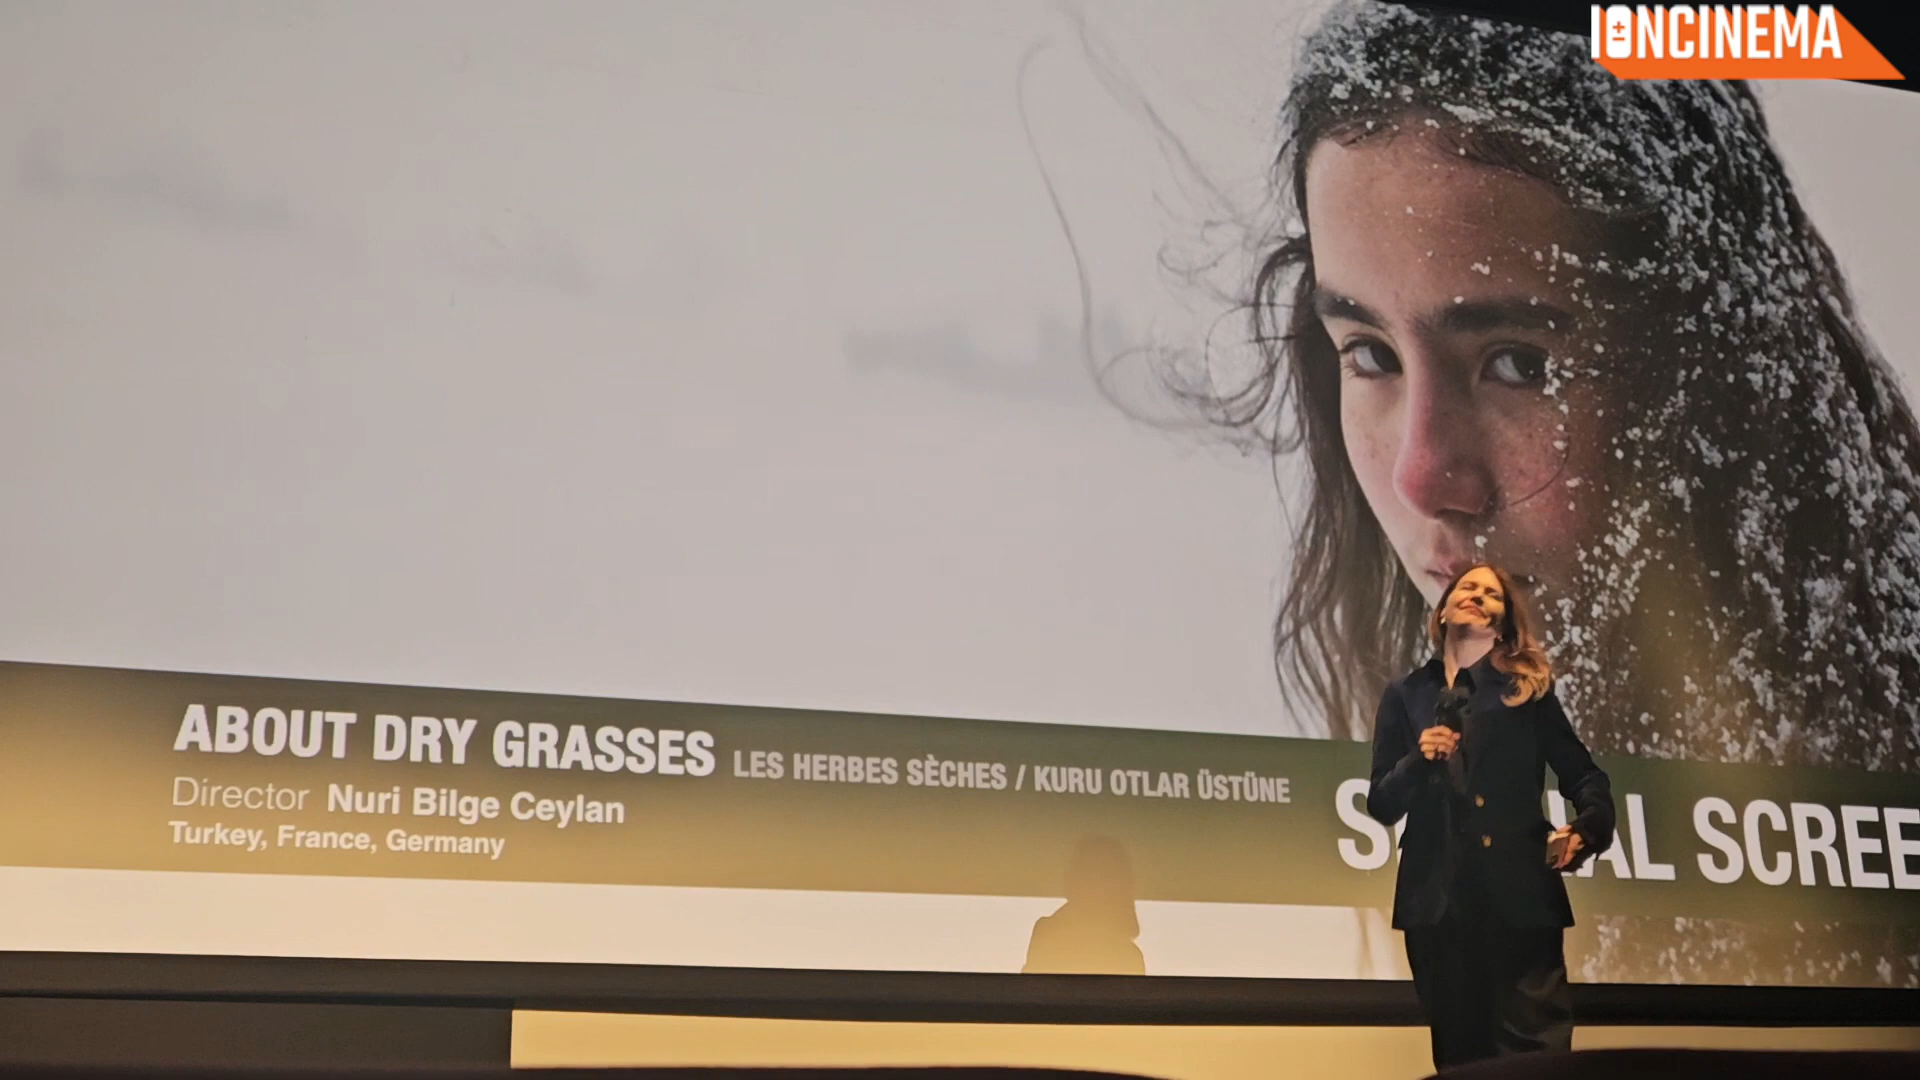 IONCINEMA
ABOUT DRY GRASSES LES HERBES SÈCHES / KURU OTLAR ÜSTÜNE
Director Nuri Bilge Ceylan
Turkey, France, Germany